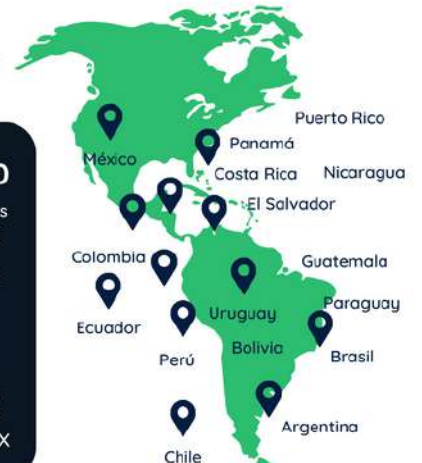 Puerto Rico
Panamá
México
Costa Rica
Nicaragua
El Salvador
Colombia
Guatemala
Paraguay
Uruguay
Ecuador
Bolivia
Brasil
Perú
Argentina
Chile